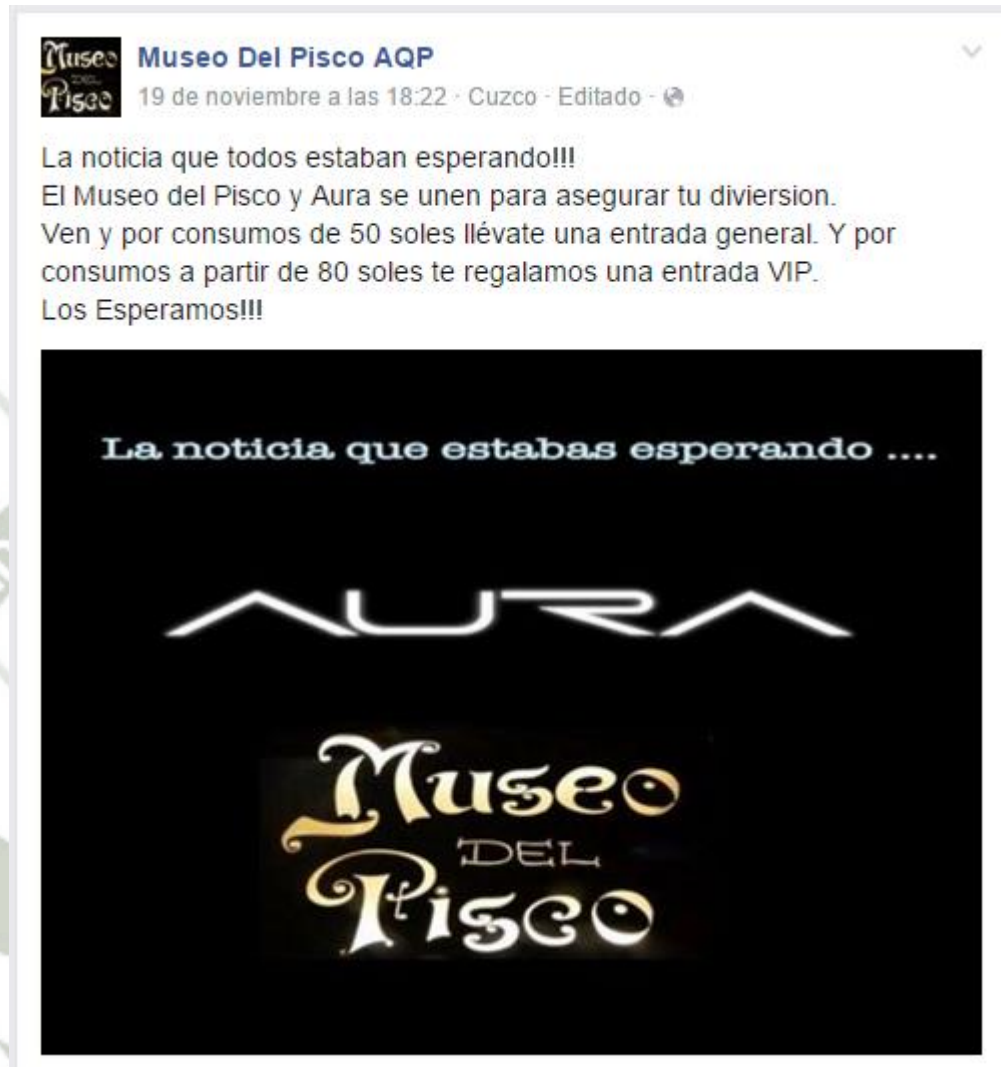 Museo
DEL
Pisco
Museo Del Pisco AQP
19 de noviembre a las 18:22 · Cuzco · Editado ·
La noticia que todos estaban esperando!!!
El Museo del Pisco y Aura se unen para asegurar tu diviersion.
Ven y por consumos de 50 soles llévate una entrada general. Y por
consumos a partir de 80 soles te regalamos una entrada VIP.
Los Esperamos!!!
La noticia que estabas esperando ....
AURA
Museo
DEL
Pisco